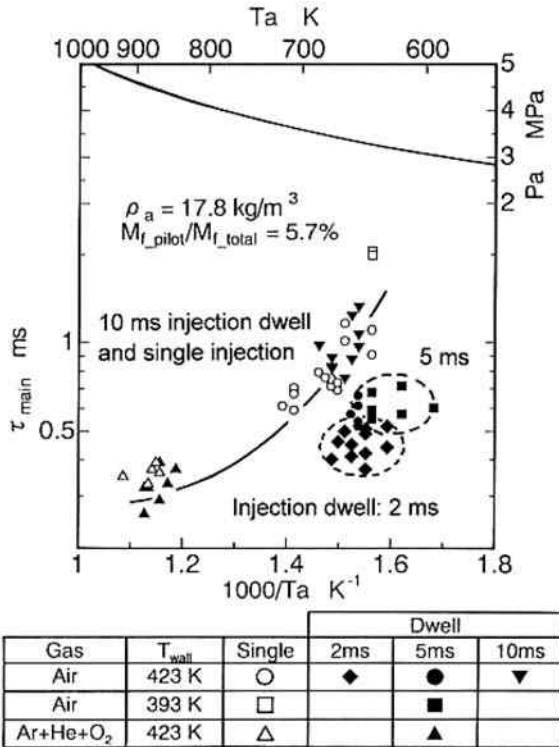 Ta K
1000 900 800 700 600
5
4
3
2
Pa MPa
ρa = 17.8 kg/m³
Mf_pilot/Mf_total = 5.7%
10 ms injection dwell
and single injection
5 ms
1
0.5
τmain ms
Injection dwell: 2 ms
1 1.2 1.4 1.6 1.8
1000/Ta K⁻¹
Dwell
Gas Twall Single 2ms 5ms 10ms
Air 423 K ○ ◆ ● ▼
Air 393 K □ ■
Ar+He+O₂ 423 K △ ▲